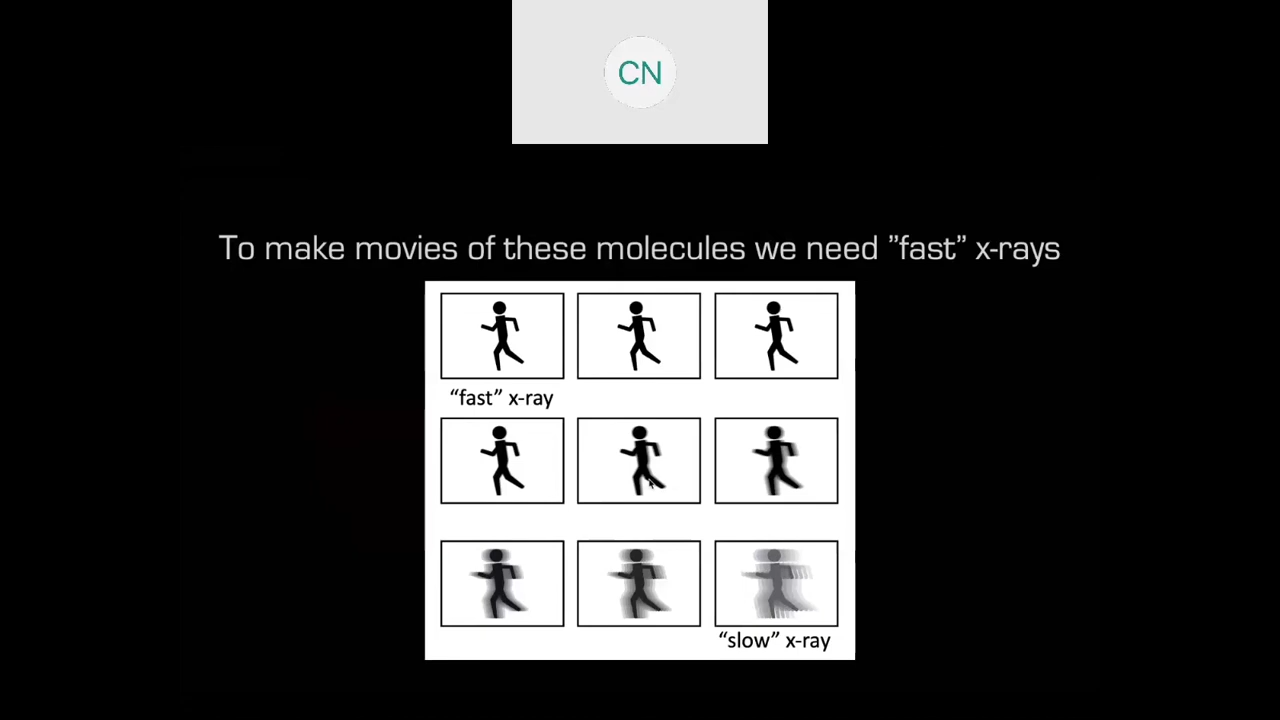 CN
To make movies of these molecules we need ”fast” x-rays
“fast” x-ray
“slow” x-ray